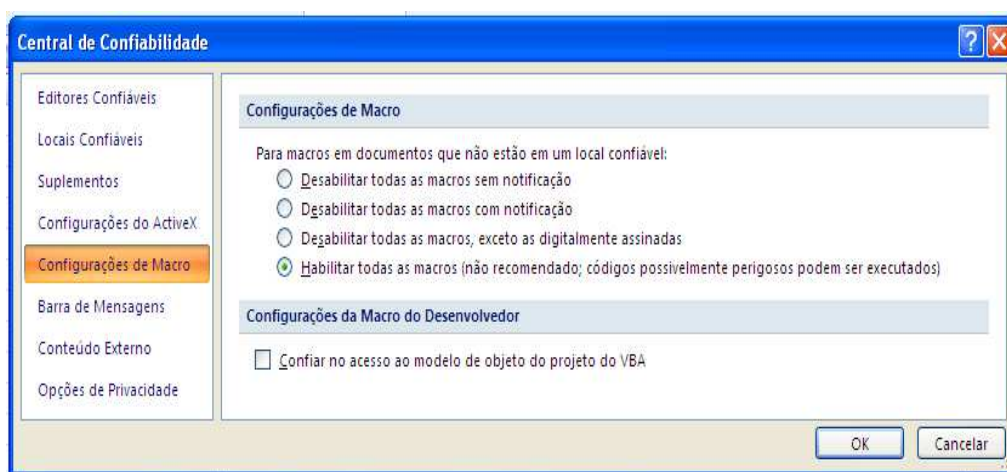 Central de Confiabilidade
Editores Confiáveis
Locais Confiáveis
Suplementos
Configurações do ActiveX
Configurações de Macro
Barra de Mensagens
Conteúdo Externo
Opções de Privacidade
Configurações de Macro
Para macros em documentos que não estão em um local confiável:
Desabilitar todas as macros sem notificação
Desabilitar todas as macros com notificação
Desabilitar todas as macros, exceto as digitalmente assinadas
Habilitar todas as macros (não recomendado; códigos possivelmente perigosos podem ser executados)
Configurações da Macro do Desenvolvedor
Confiar no acesso ao modelo de objeto do projeto do VBA
OK
Cancelar